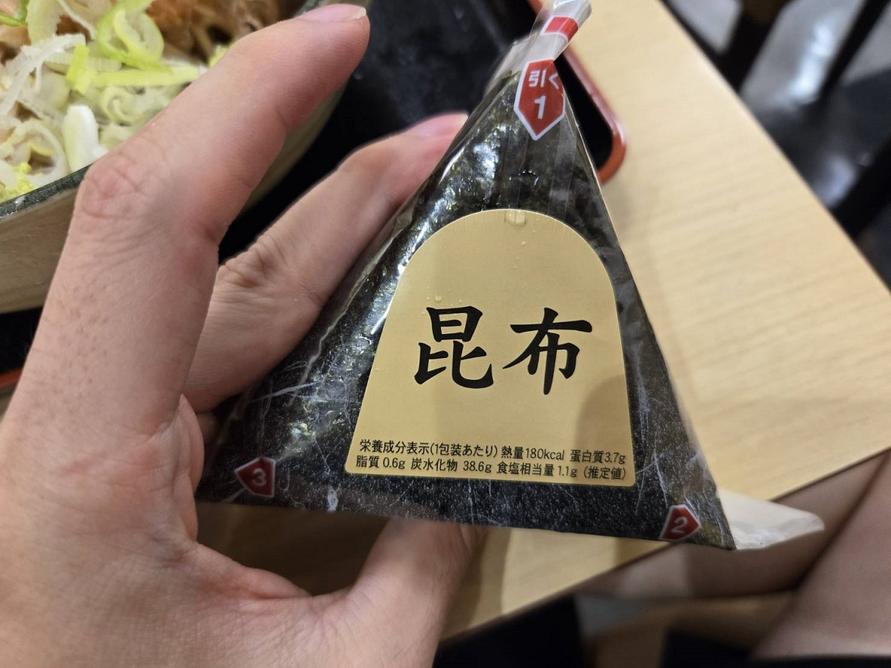 引く
1
昆布
栄養成分表示(1包装あたり) 熱量180kcal 蛋白質3.7g
脂質 0.6g 炭水化物 38.6g 食塩相当量 1.1g (推定値)
3
2